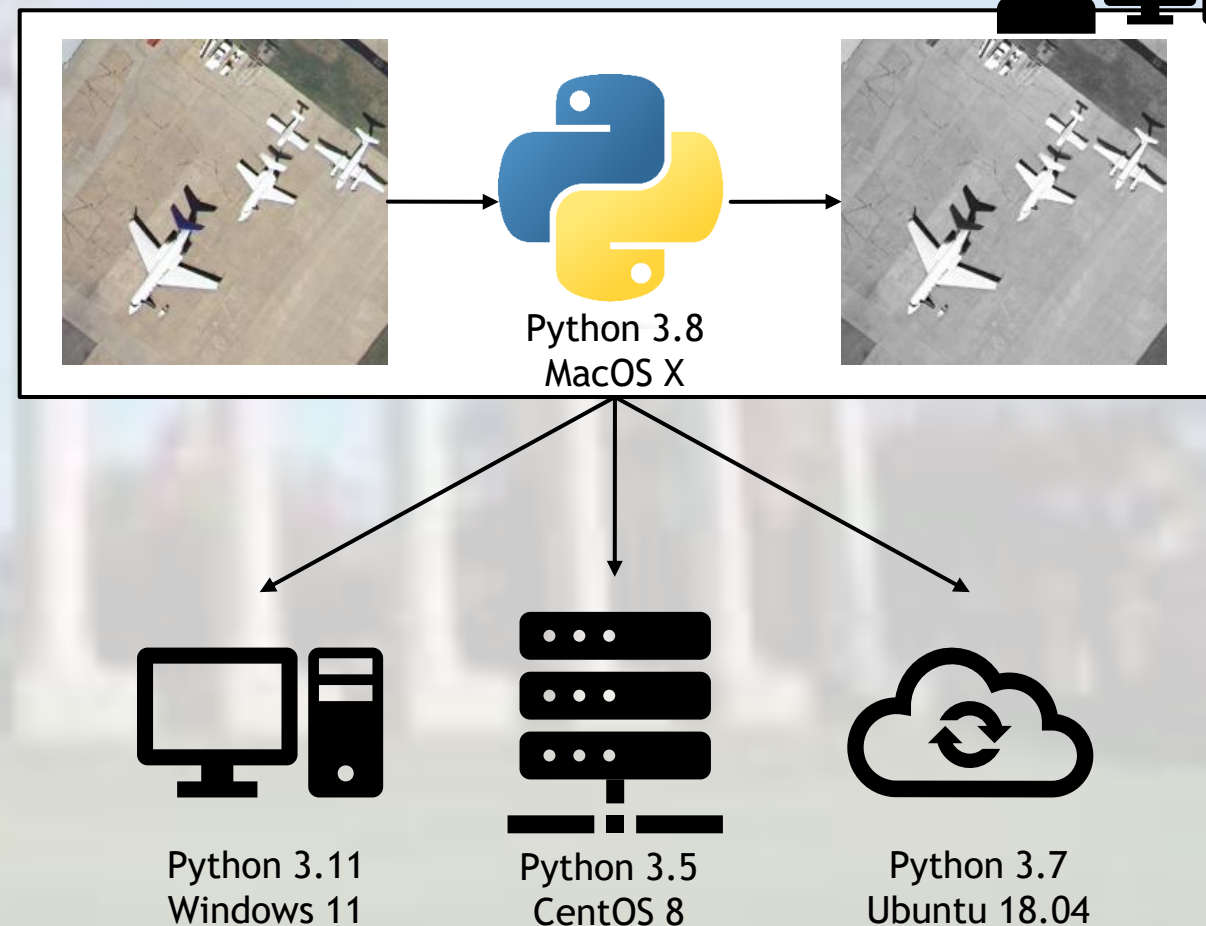 Python 3.8
MacOS X
Python 3.11
Windows 11
Python 3.5
CentOS 8
Python 3.7
Ubuntu 18.04